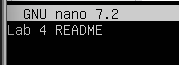 GNU nano 7.2
Lab 4 README